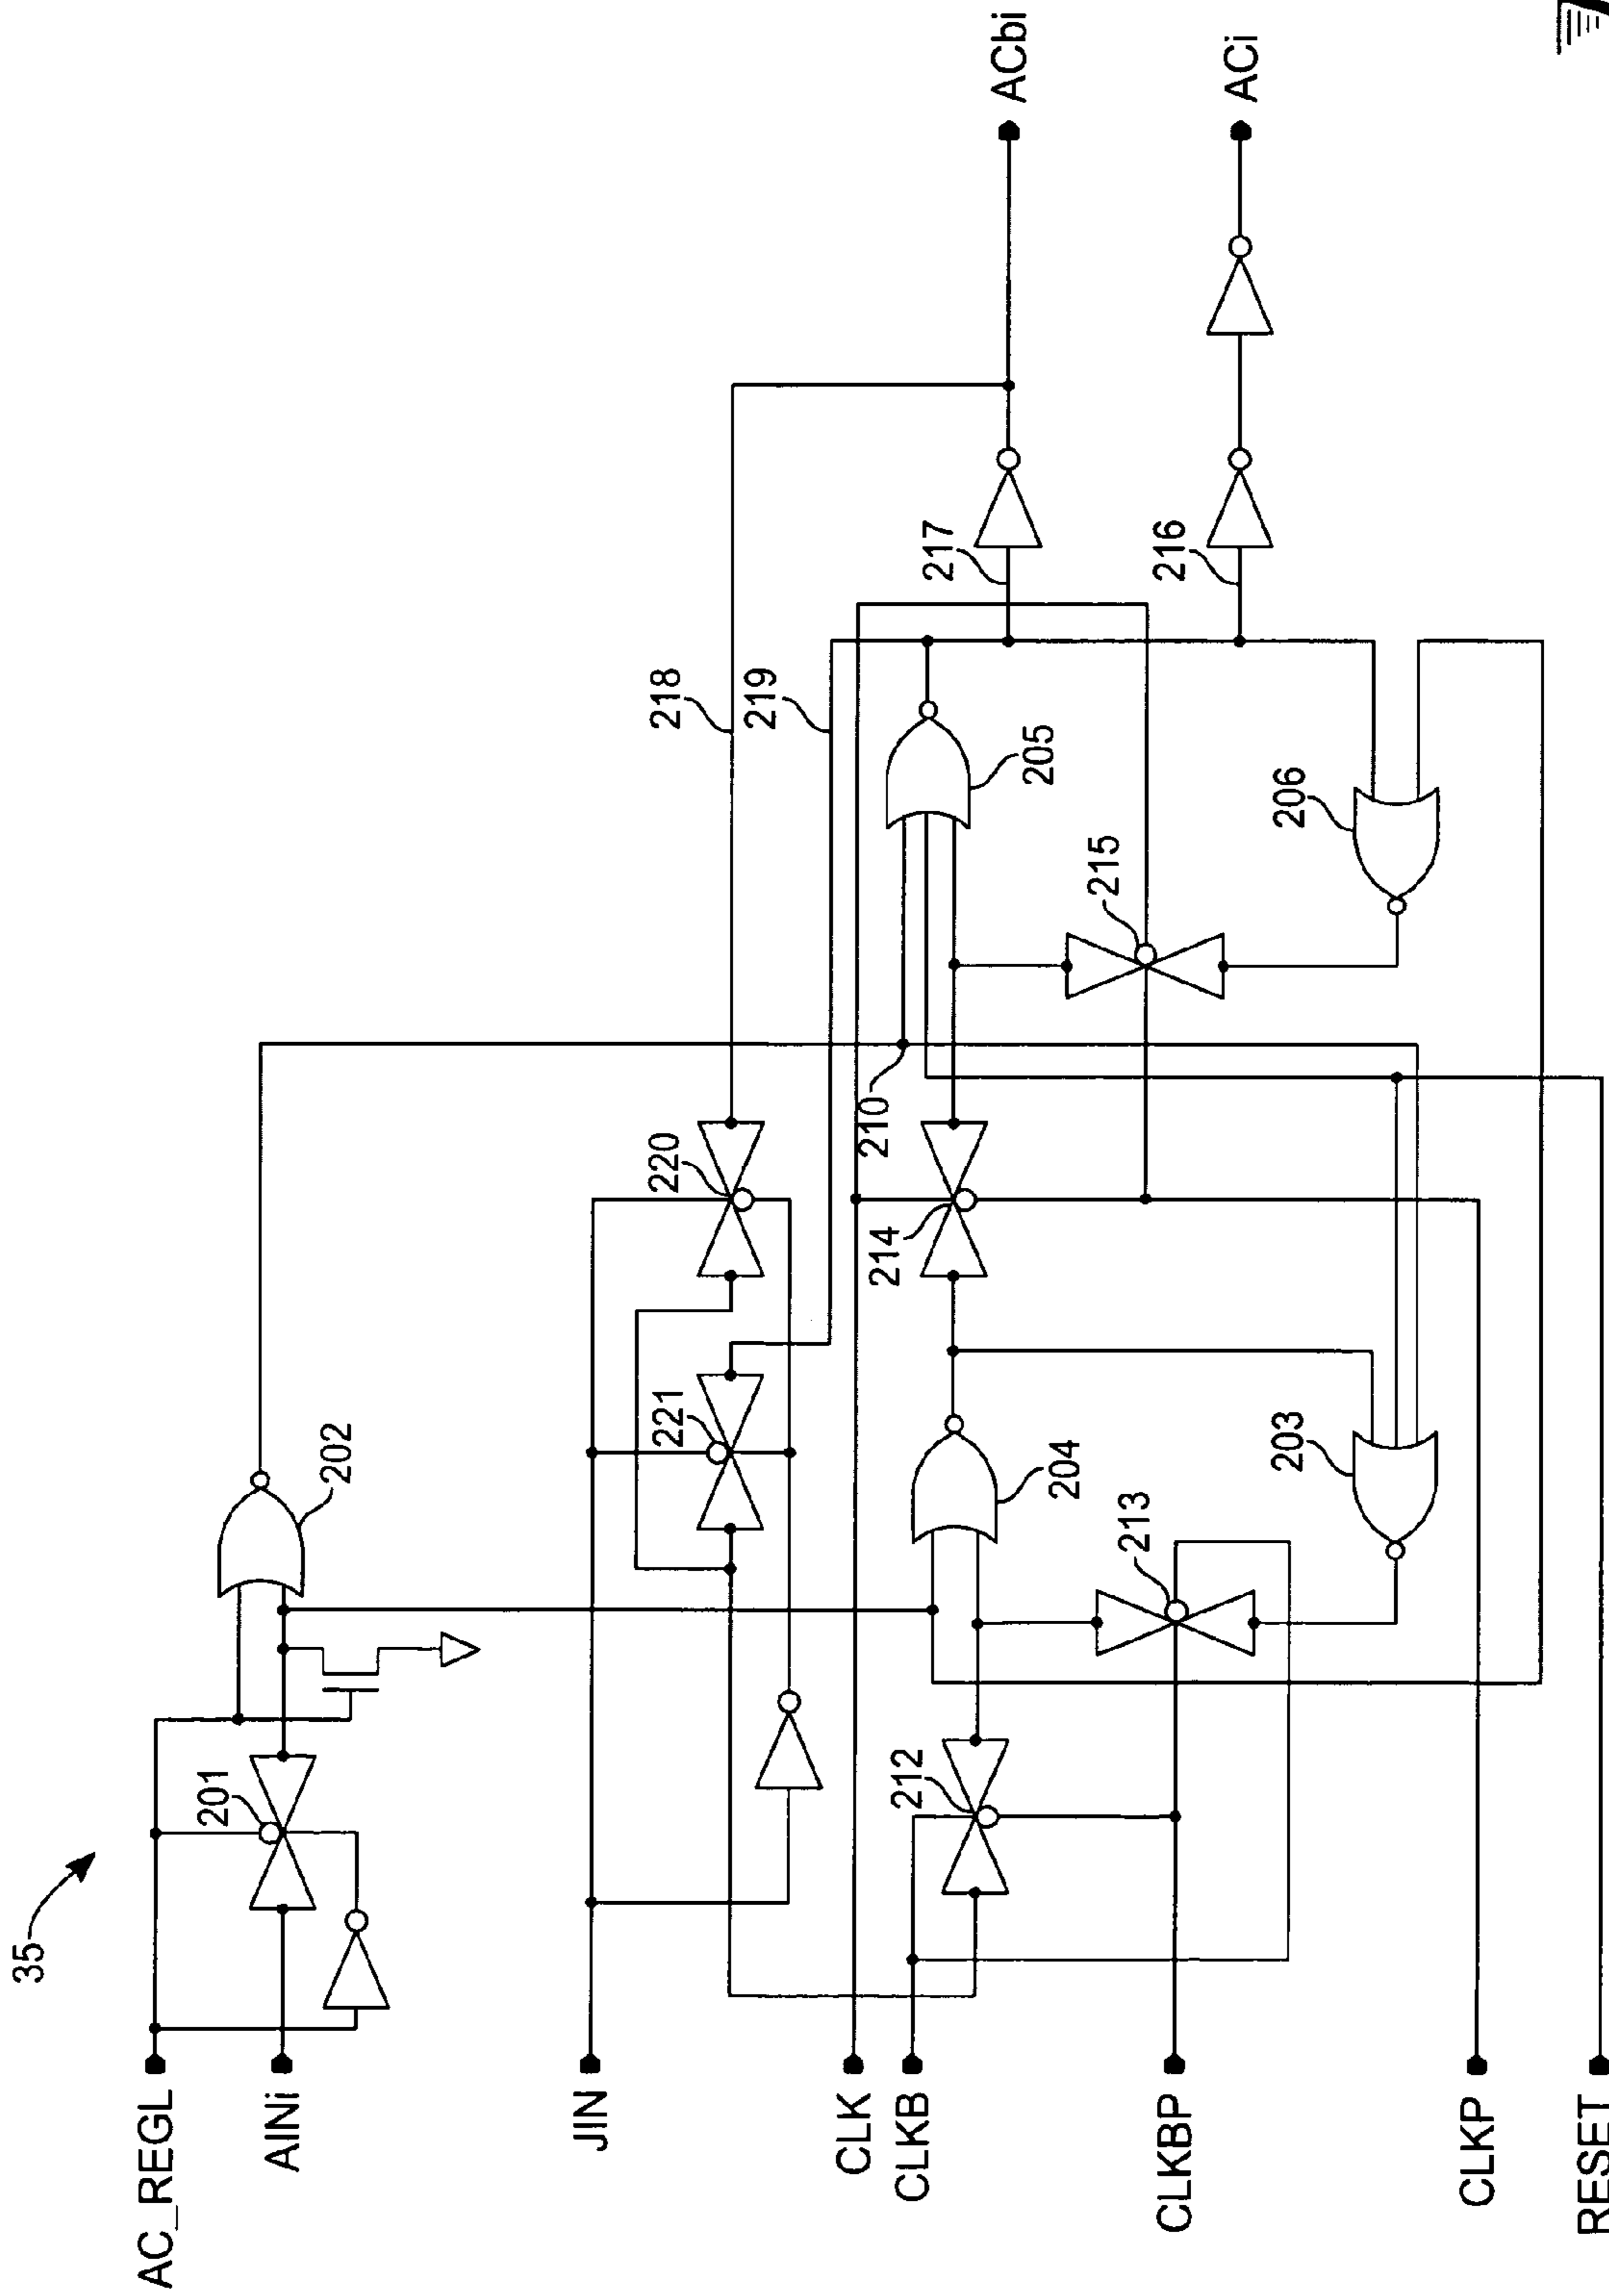 35
AC_REGL
AINi
201
202
JIN
221
220
218
219
CLK
CLKB
CLKBP
CLKP
RESET
212
213
204
203
214
210
215
205
206
217
216
ACbi
ACi